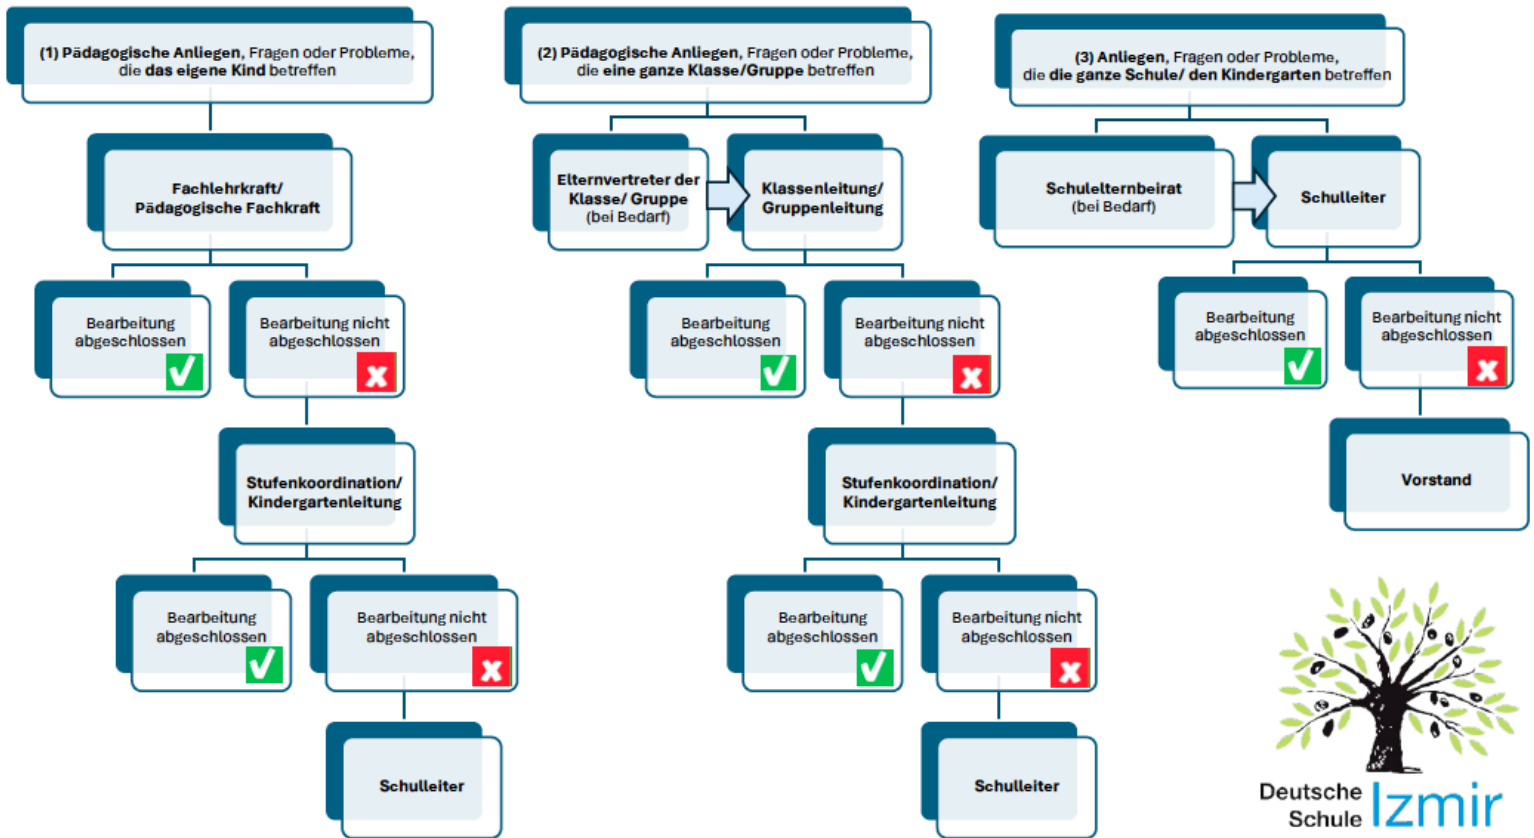 (1) Pädagogische Anliegen, Fragen oder Probleme,
die das eigene Kind betreffen
Fachlehrkraft/
Pädagogische Fachkraft
Bearbeitung
abgeschlossen
Bearbeitung nicht
abgeschlossen
Stufenkoordination/
Kindergartenleitung
Bearbeitung
abgeschlossen
Bearbeitung nicht
abgeschlossen
Schulleiter
(2) Pädagogische Anliegen, Fragen oder Probleme,
die eine ganze Klasse/Gruppe betreffen
Elternvertreter der
Klasse/ Gruppe
(bei Bedarf)
Klassenleitung/
Gruppenleitung
Bearbeitung
abgeschlossen
Bearbeitung nicht
abgeschlossen
Stufenkoordination/
Kindergartenleitung
Bearbeitung
abgeschlossen
Bearbeitung nicht
abgeschlossen
Schulleiter
(3) Anliegen, Fragen oder Probleme,
die die ganze Schule/ den Kindergarten betreffen
Schulelternbeirat
(bei Bedarf)
Schulleiter
Bearbeitung
abgeschlossen
Bearbeitung nicht
abgeschlossen
Vorstand
Deutsche
Schule Izmir